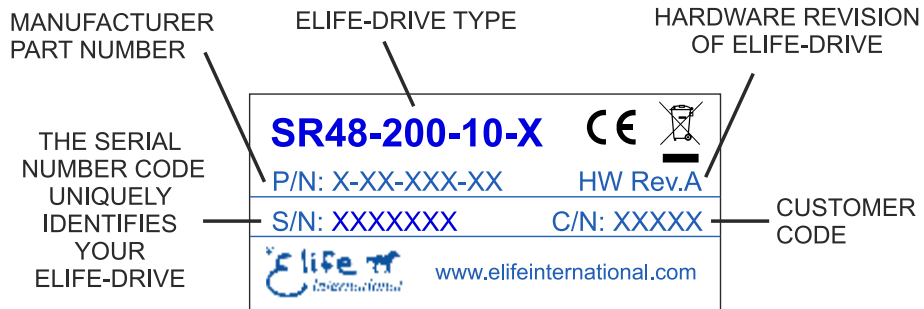 MANUFACTURER
PART NUMBER
ELIFE-DRIVE TYPE
HARDWARE REVISION
OF ELIFE-DRIVE
THE SERIAL
NUMBER CODE
UNIQUELY
IDENTIFIES
YOUR
ELIFE-DRIVE
SR48-200-10-X CE
P/N: X-XX-XXX-XX HW Rev.A
S/N: XXXXXXX C/N: XXXXX
Elife
International
www.elifeinternational.com
CUSTOMER
CODE